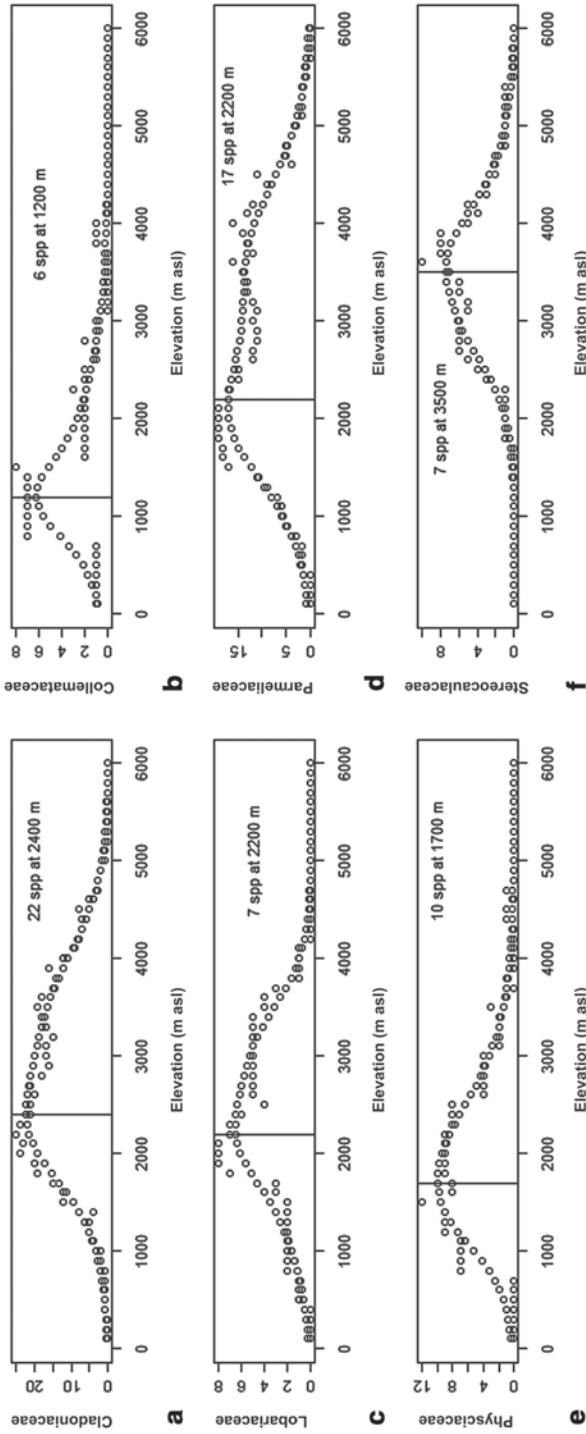 Cladoniaceae
0 10 20
22 spp at 2400 m
0 1000 2000 3000 4000 5000 6000
Elevation (m asl)
a
Collemataceae
0 2 4 6 8
6 spp at 1200 m
0 1000 2000 3000 4000 5000 6000
Elevation (m asl)
b
Lobariaceae
0 2 4 6 8
7 spp at 2200 m
0 1000 2000 3000 4000 5000 6000
Elevation (m asl)
c
Parmeliaceae
0 5 15
17 spp at 2200 m
0 1000 2000 3000 4000 5000 6000
Elevation (m asl)
d
Physciaceae
0 4 8 12
10 spp at 1700 m
0 1000 2000 3000 4000 5000 6000
Elevation (m asl)
e
Stereocaulaceae
0 4 8
7 spp at 3500 m
0 1000 2000 3000 4000 5000 6000
Elevation (m asl)
f